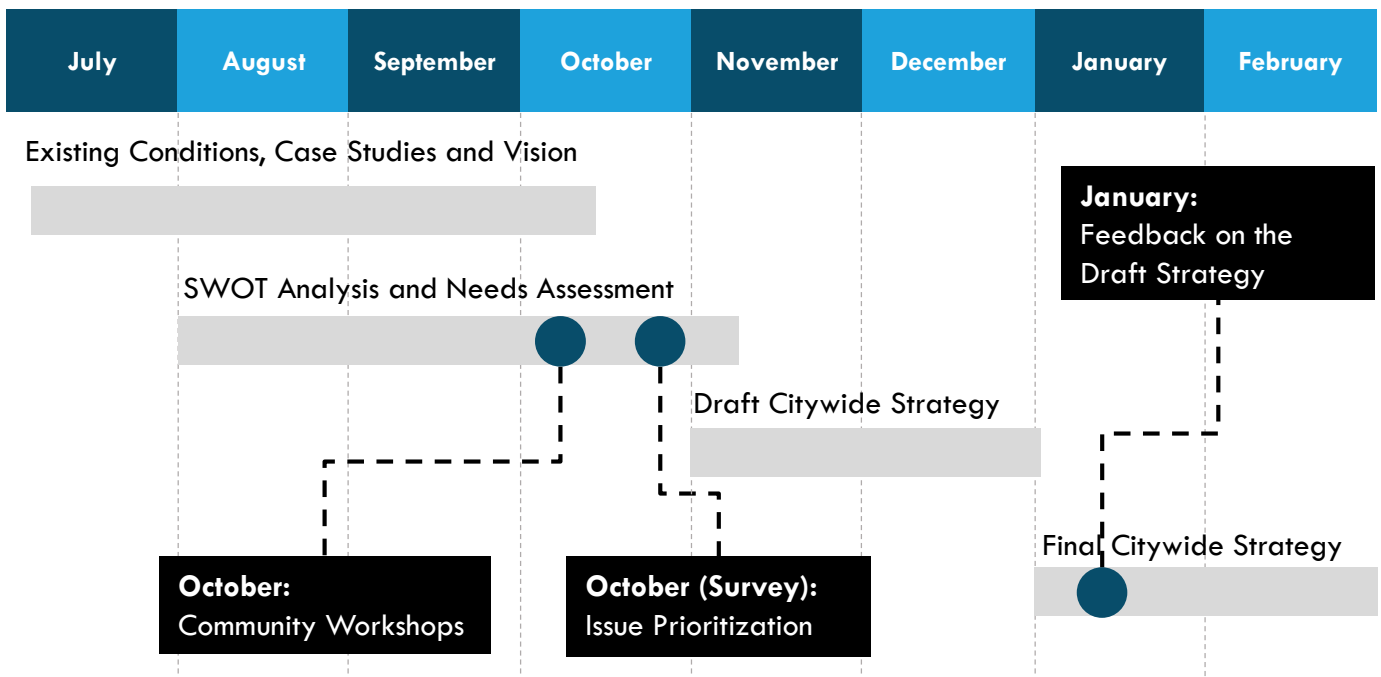 July August September October November December January February
Existing Conditions, Case Studies and Vision
January:
Feedback on the
Draft Strategy
SWOT Analysis and Needs Assessment
Draft Citywide Strategy
Final Citywide Strategy
October:
Community Workshops
October (Survey):
Issue Prioritization